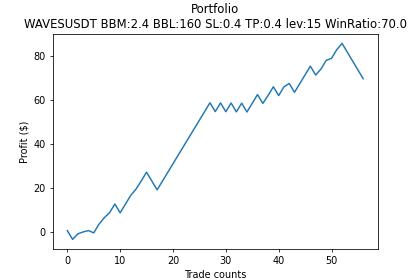 Portfolio
WAVESUSDT BBM:2.4 BBL:160 SL:0.4 TP:0.4 lev:15 WinRatio:70.0
80
60
40
20
0
Profit ($)
0 10 20 30 40 50
Trade counts